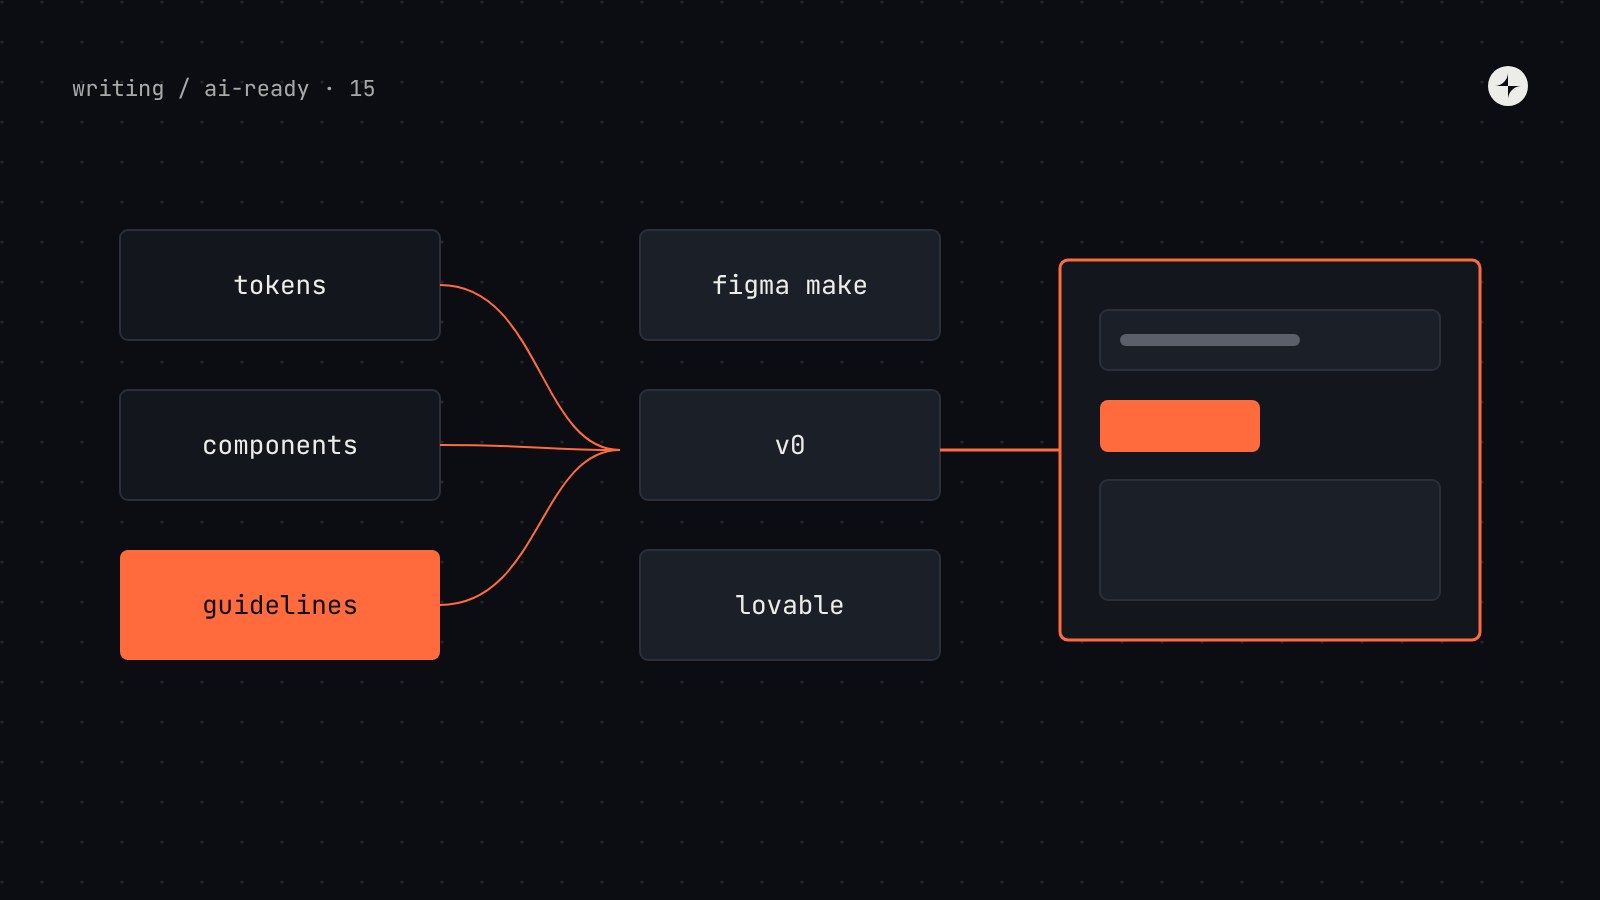 writing / ai-ready · 15
tokens
components
guidelines
figma make
v0
lovable